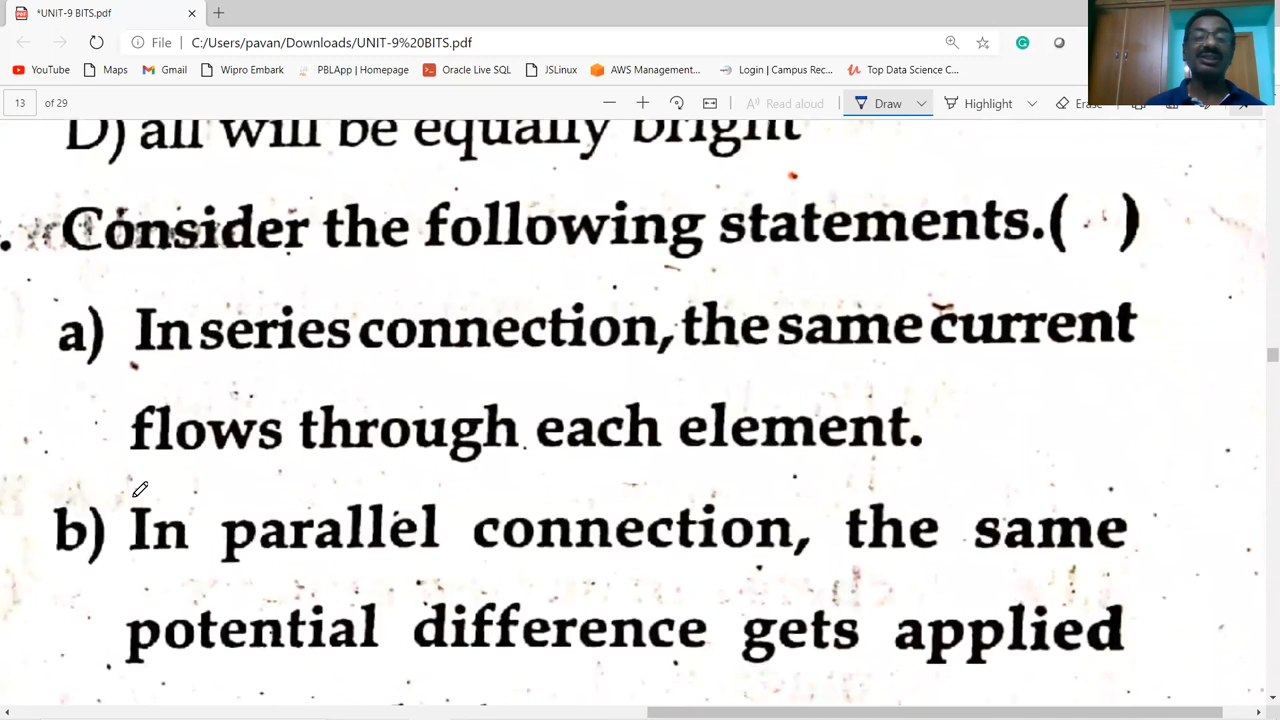 *UNIT-9 BITS.pdf
File | C:/Users/pavan/Downloads/UNIT-9%20BITS.pdf
YouTube Maps Gmail Wipro Embark PBLApp | Homepage Oracle Live SQL JSLinux AWS Management... Login | Campus Rec... Top Data Science C...
13 of 29 Read aloud Draw Highlight Erase
D) all will be equally bright
. Consider the following statements.( )
a) In series connection, the same current
flows through each element.
b) In parallel connection, the same
potential difference gets applied